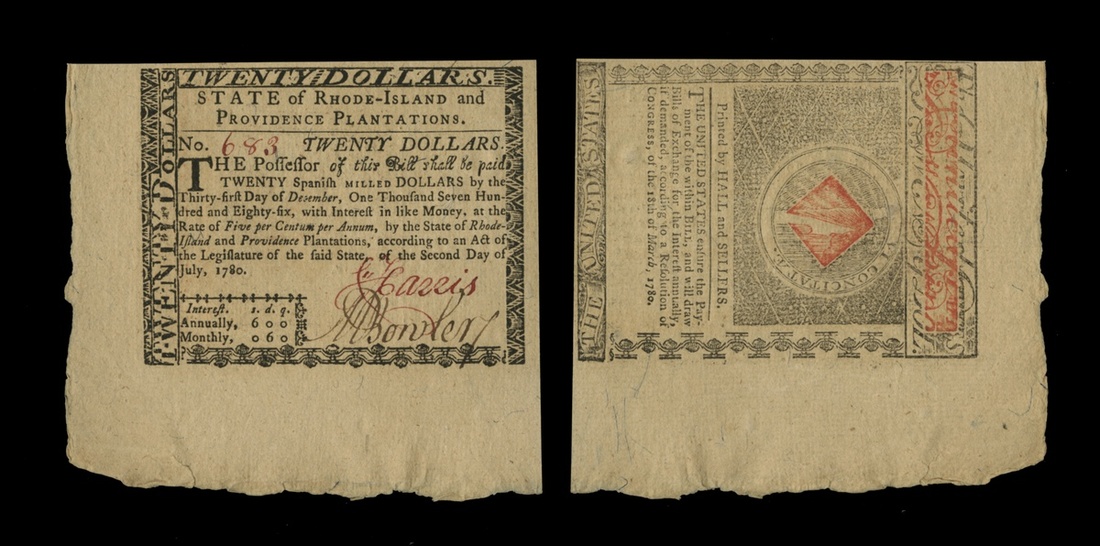 TWENTY DOLLARS.
TWENTY DOLLARS
STATE of RHODE-ISLAND and
PROVIDENCE PLANTATIONS.
No. 683 TWENTY DOLLARS.
THE Poſſeſſor of this Bill ſhall be paid
TWENTY Spaniſh MILLED DOLLARS by the
Thirty-firſt Day of December, One Thouſand Seven Hun-
dred and Eighty-ſix, with Intereſt in like Money, at the
Rate of Five per Centum per Annum, by the State of Rhode-
Iſland and Providence Plantations, according to an Act of
the Legiſlature of the ſaid State, of the Second Day of
July, 1780.
C. Harris
M Bowler
Intereſt. s. d. q.
Annually, 6 0 0
Monthly, 0 6 0
THE UNITED STATES
THE UNITED STATES enſure the Pay-
ment of the within BILL, and will draw
Bills of Exchange for the Intereſt annually,
if demanded, according to a Reſolution of
CONGRESS, of the 18th of March, 1780.
Printed by HALL and SELLERS.
VI CONCITATÆ